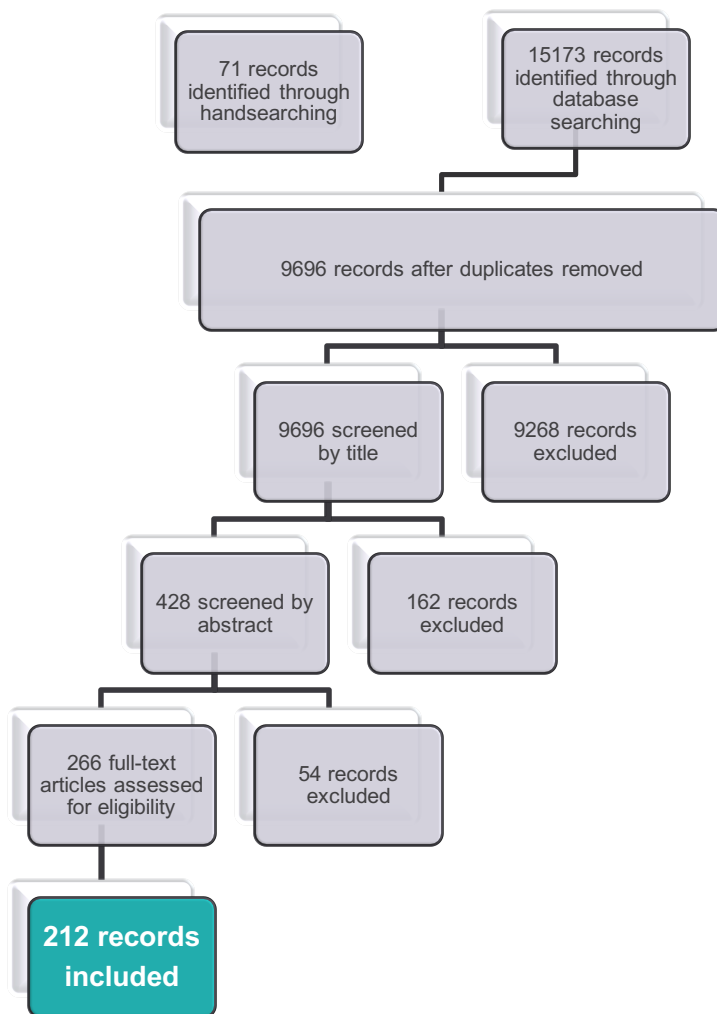 71 records
identified through
handsearching
15173 records
identified through
database
searching
9696 records after duplicates removed
9696 screened
by title
9268 records
excluded
428 screened by
abstract
162 records
excluded
266 full-text
articles assessed
for eligibility
54 records
excluded
212 records
included